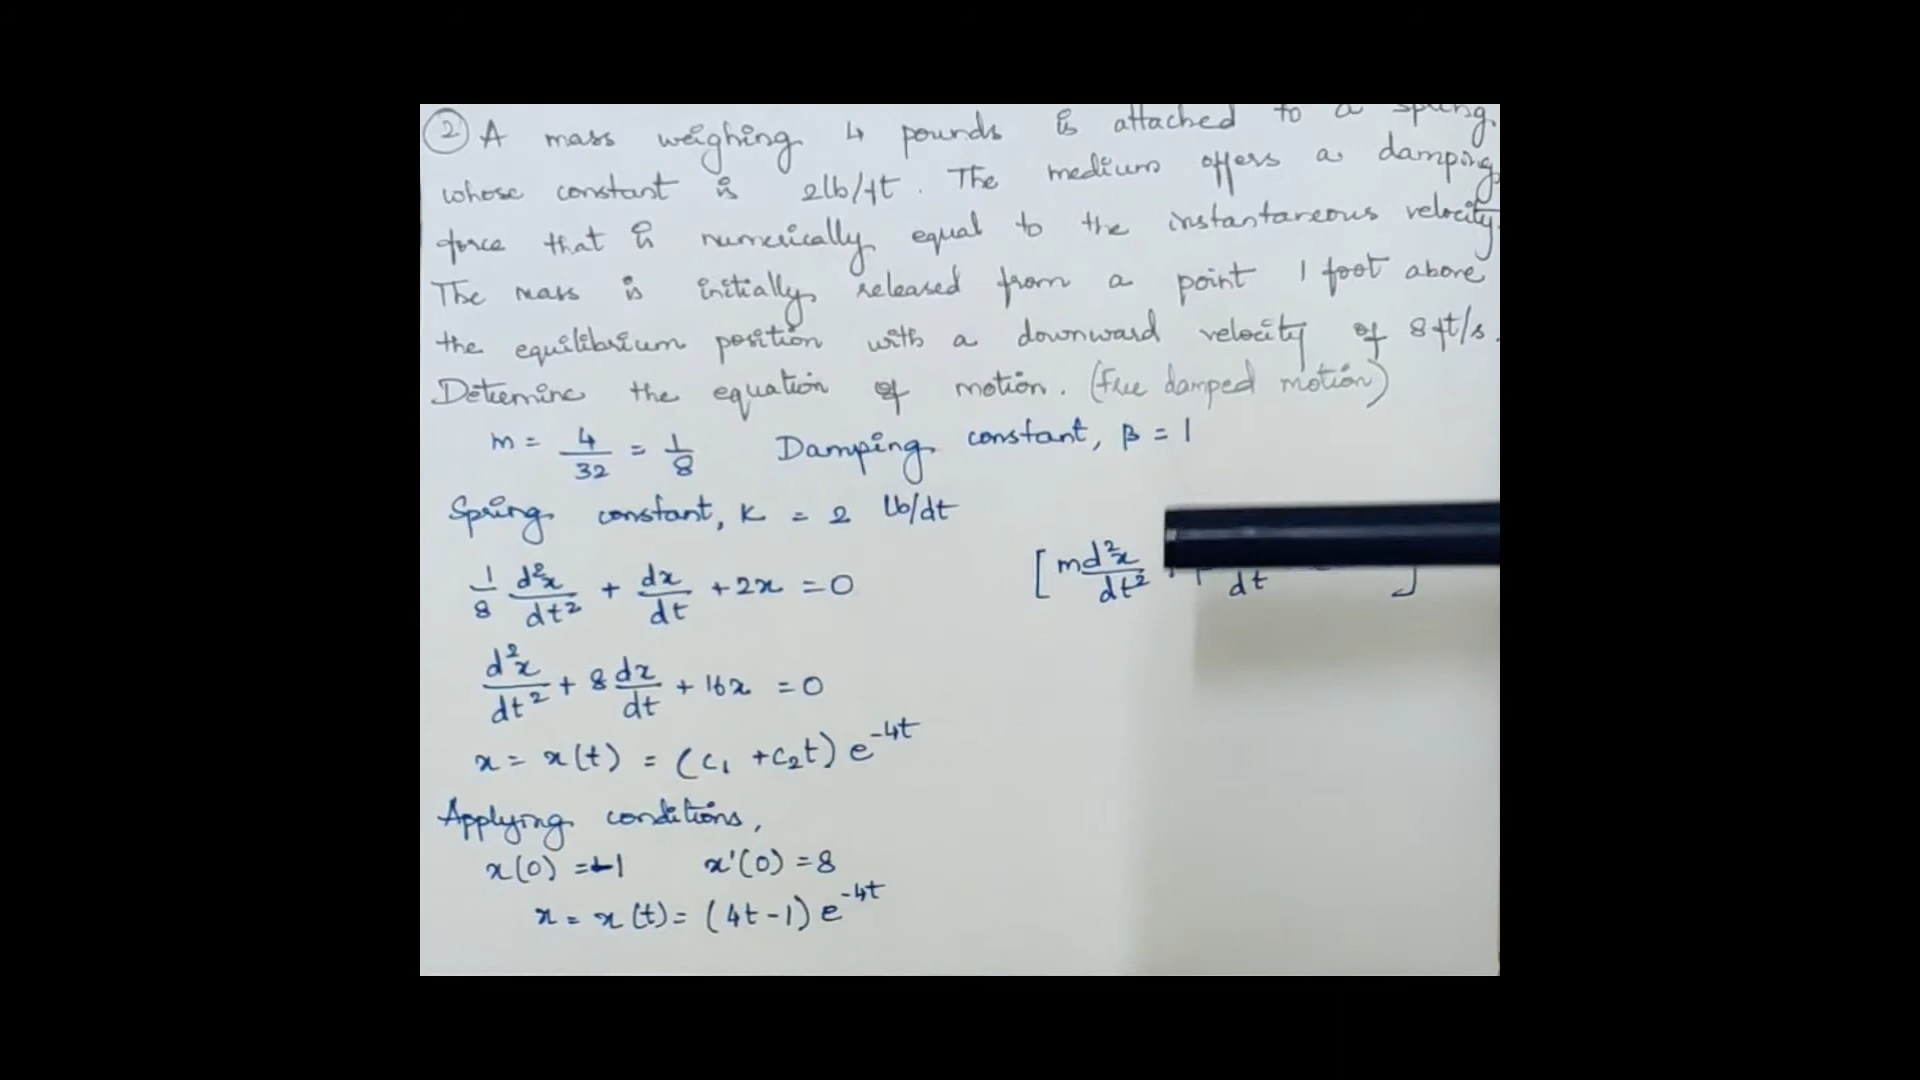 ② A mass weighing 4 pounds is attached to a spring
whose constant is 2lb/ft. The medium offers a damping
force that is numerically equal to the instantareous velocity.
The mass is initially released from a point 1 foot above
the equilibrium position with a downward velocity of 8ft/s.
Determine the equation of motion. (Free damped motion)
m = 4/32 = 1/8 Damping constant, β = 1
Spring constant, K = 2 lb/dt
1/8 d²x/dt² + dx/dt + 2x = 0 [md²x/dt² dt ]
d²x/dt² + 8dx/dt + 16x = 0
x = x(t) = (c₁ + c₂t) e⁻⁴ᵗ
Applying conditions,
x(0) = -1 x'(0) = 8
x = x(t) = (4t-1) e⁻⁴ᵗ